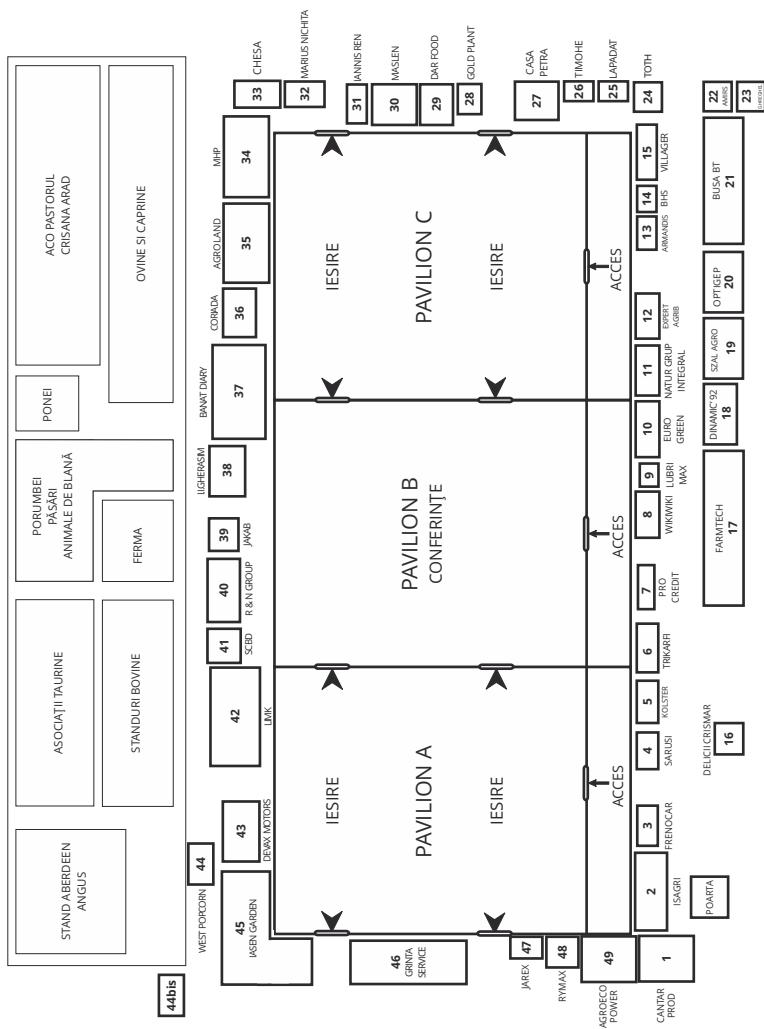 STAND ABERDEEN
ANGUS
ASOCIAȚII TAURINE
STANDURI BOVINE
PORUMBEI
PĂSĂRI
ANIMALE DE BLANĂ
FERMA
PONEI
ACO PASTORUL
CRISANA ARAD
OVINE SI CAPRINE
44bis
WEST POPCORN
44
45
IASEN GARDEN
43
DEVAX MOTORS
42
LIMK
41
SCBD
40
R & N GROUP
39
JAKAB
I.I.GHERASIM
38
BANAT DIARY
37
CORIADA
36
AGROLAND
35
MHP
34
CHESA
33
MARIUS NICHITA
32
IANNIS REN
31
MASLEN
30
DAR FOOD
29
GOLD PLANT
28
CASA
PETRA
27
TIMOHE
26
LAPADAT
25
TOTH
24
46
GRINTA
SERVICE
JAREX
47
RYMAX
48
AGROECO
POWER
49
CANTAR
PROD
1
IESIRE
PAVILION A
IESIRE
ACCES
PAVILION B
CONFERINȚE
ACCES
IESIRE
PAVILION C
IESIRE
ACCES
2
ISAGRI
3
FRENOCAR
4
SARUSI
5
KOLSTER
6
TRIKARFI
7
PRO
CREDIT
8
WIKIWIKI
9
LUBRI
MAX
10
EURO
GREEN
11
NATUR GRUP
INTEGRAL
12
EXPERT
AGRIB
13
ARMANDIS
14
BHS
15
VILLAGER
POARTA
DELICII CRISMAR
16
FARMTECH
17
DINAMIC' 92
18
SZAL AGRO
19
OPTIGEP
20
BUSA BT
21
22
AMIRS
23